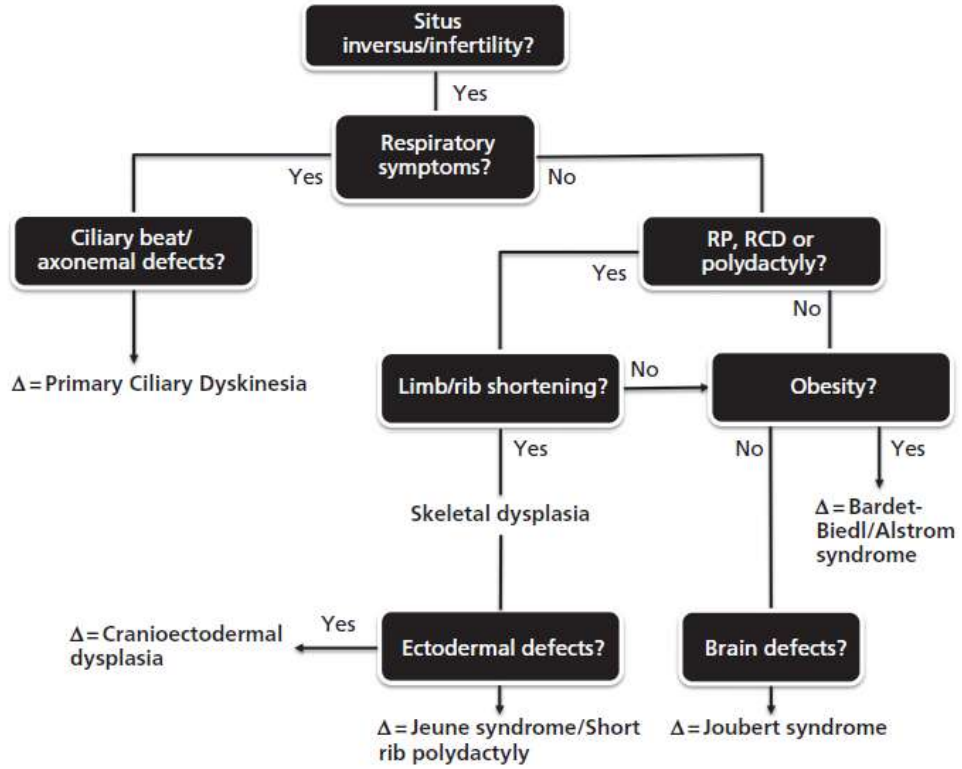 Situs
inversus/infertility?
Yes
Respiratory
symptoms?
Yes
No
Ciliary beat/
axonemal defects?
RP, RCD or
polydactyly?
Yes
No
Δ = Primary Ciliary Dyskinesia
Limb/rib shortening?
No
Obesity?
Yes
No
Yes
Skeletal dysplasia
Δ = Bardet-
Biedl/Alstrom
syndrome
Δ = Cranioectodermal
dysplasia
Yes
Ectodermal defects?
Brain defects?
Δ = Jeune syndrome/Short
rib polydactyly
Δ = Joubert syndrome